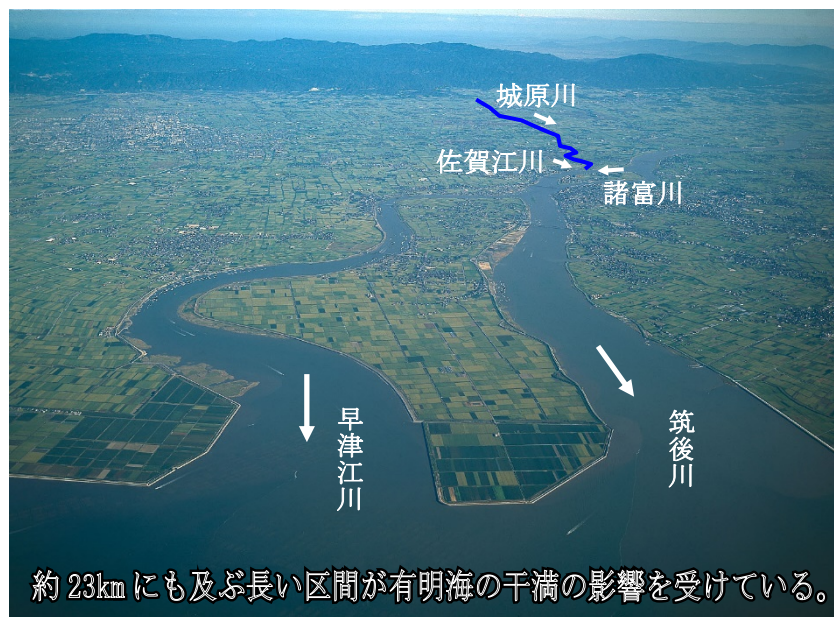 城原川
佐賀江川
諸富川
早津江川
筑後川
約23kmにも及ぶ長い区間が有明海の干満の影響を受けている。